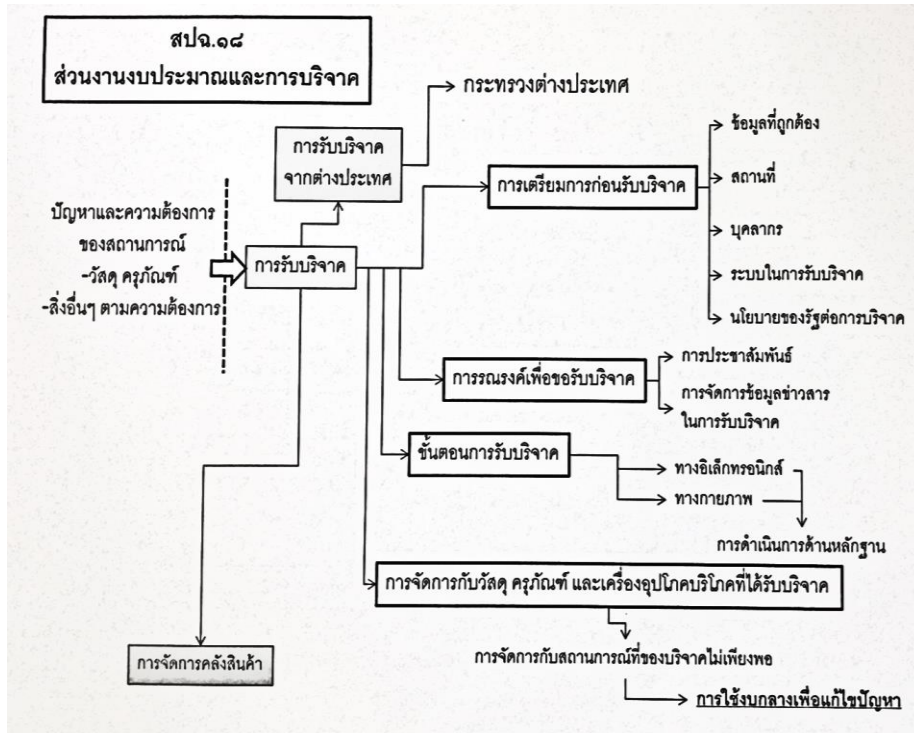 สปฉ.๑๘
ส่วนงานงบประมาณและการบริจาค
กระทรวงต่างประเทศ
การรับบริจาค
จากต่างประเทศ
ปัญหาและความต้องการ
ของสถานการณ์
-วัสดุ ครุภัณฑ์
-สิ่งอื่นๆ ตามความต้องการ
การรับบริจาค
การเตรียมการก่อนรับบริจาค
ข้อมูลที่ถูกต้อง
สถานที่
บุคลากร
ระบบในการรับบริจาค
นโยบายของรัฐต่อการบริจาค
การรณรงค์เพื่อขอรับบริจาค
การประชาสัมพันธ์
การจัดการข้อมูลข่าวสาร
ในการรับบริจาค
ขั้นตอนการรับบริจาค
ทางอิเล็กทรอนิกส์
ทางกายภาพ
การดำเนินการด้านหลักฐาน
การจัดการกับวัสดุ ครุภัณฑ์ และเครื่องอุปโภคบริโภคที่ได้รับบริจาค
การจัดการกับสถานการณ์ที่ของบริจาคไม่เพียงพอ
การใช้งบกลางเพื่อแก้ไขปัญหา
การจัดการคลังสินค้า